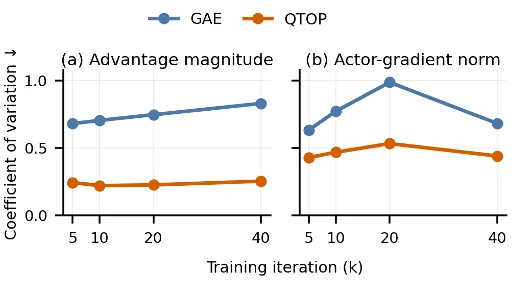 GAE QTOP
(a) Advantage magnitude
(b) Actor-gradient norm
Coefficient of variation ↓
1.0
0.5
0.0
5 10 20 40
5 10 20 40
Training iteration (k)